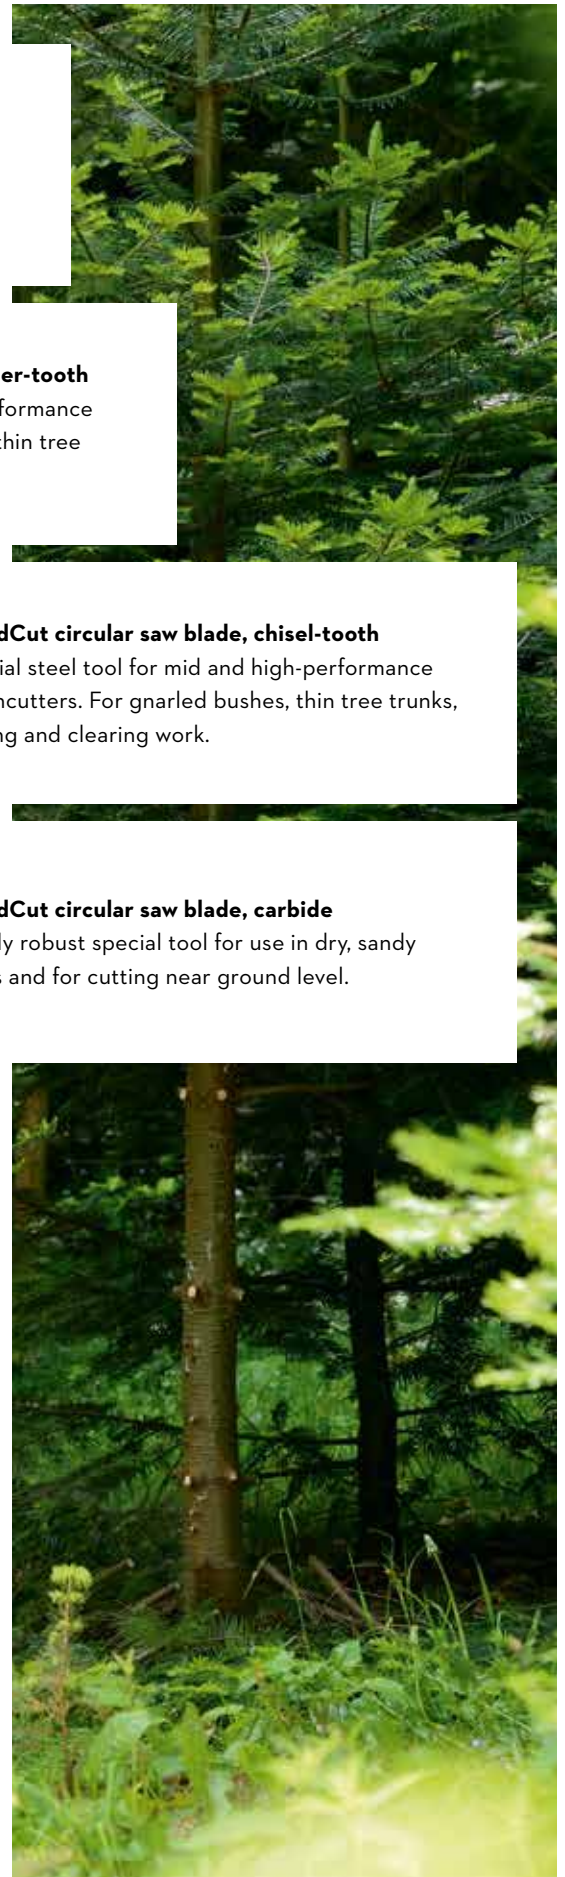 er-tooth
formance
thin tree
dCut circular saw blade, chisel-tooth
ial steel tool for mid and high-performance
hcutters. For gnarled bushes, thin tree trunks,
ng and clearing work.
dCut circular saw blade, carbide
ly robust special tool for use in dry, sandy
s and for cutting near ground level.